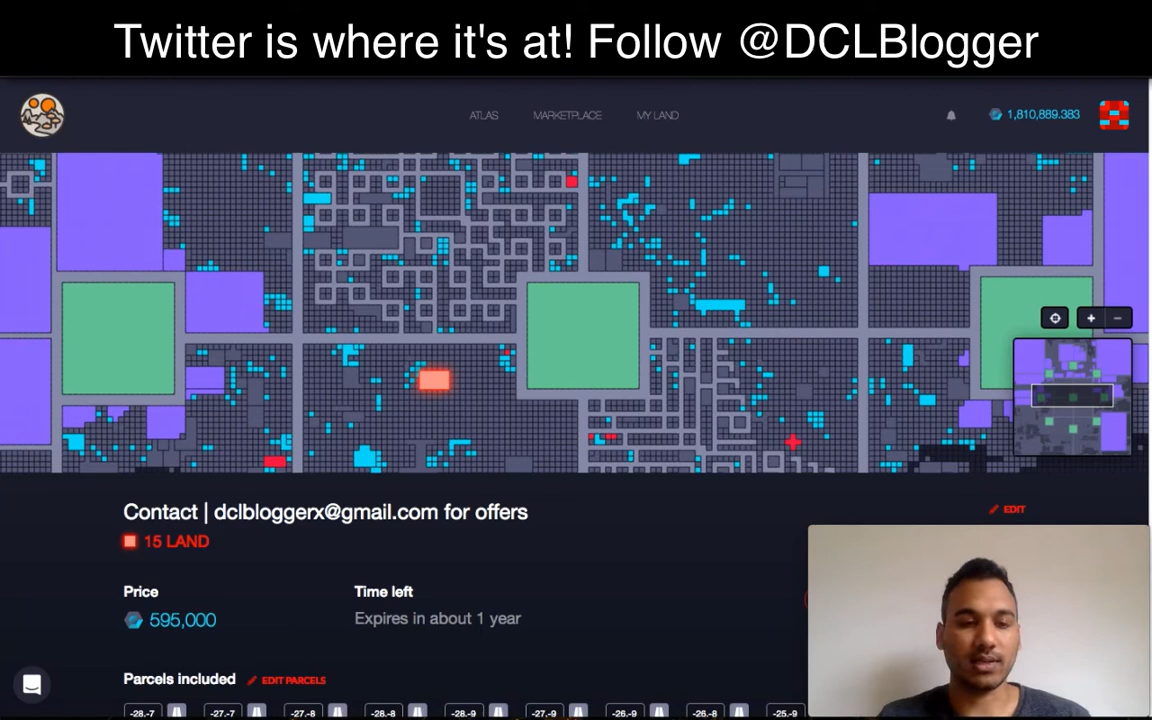 Twitter is where it's at! Follow @DCLBlogger
ATLAS MARKETPLACE MY LAND 1,810,889.383
Contact | dclbloggerx@gmail.com for offers
EDIT
15 LAND
Price Time left
595,000 Expires in about 1 year
Parcels included EDIT PARCELS
-28,-7 -27,-7 -27,-8 -28,-8 -28,-9 -27,-9 -26,-9 -26,-8 -25,-9